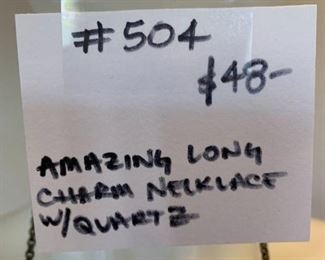 #504
$48-
AMAZING LONG
CHARM NECKLACE
W/QUARTZ